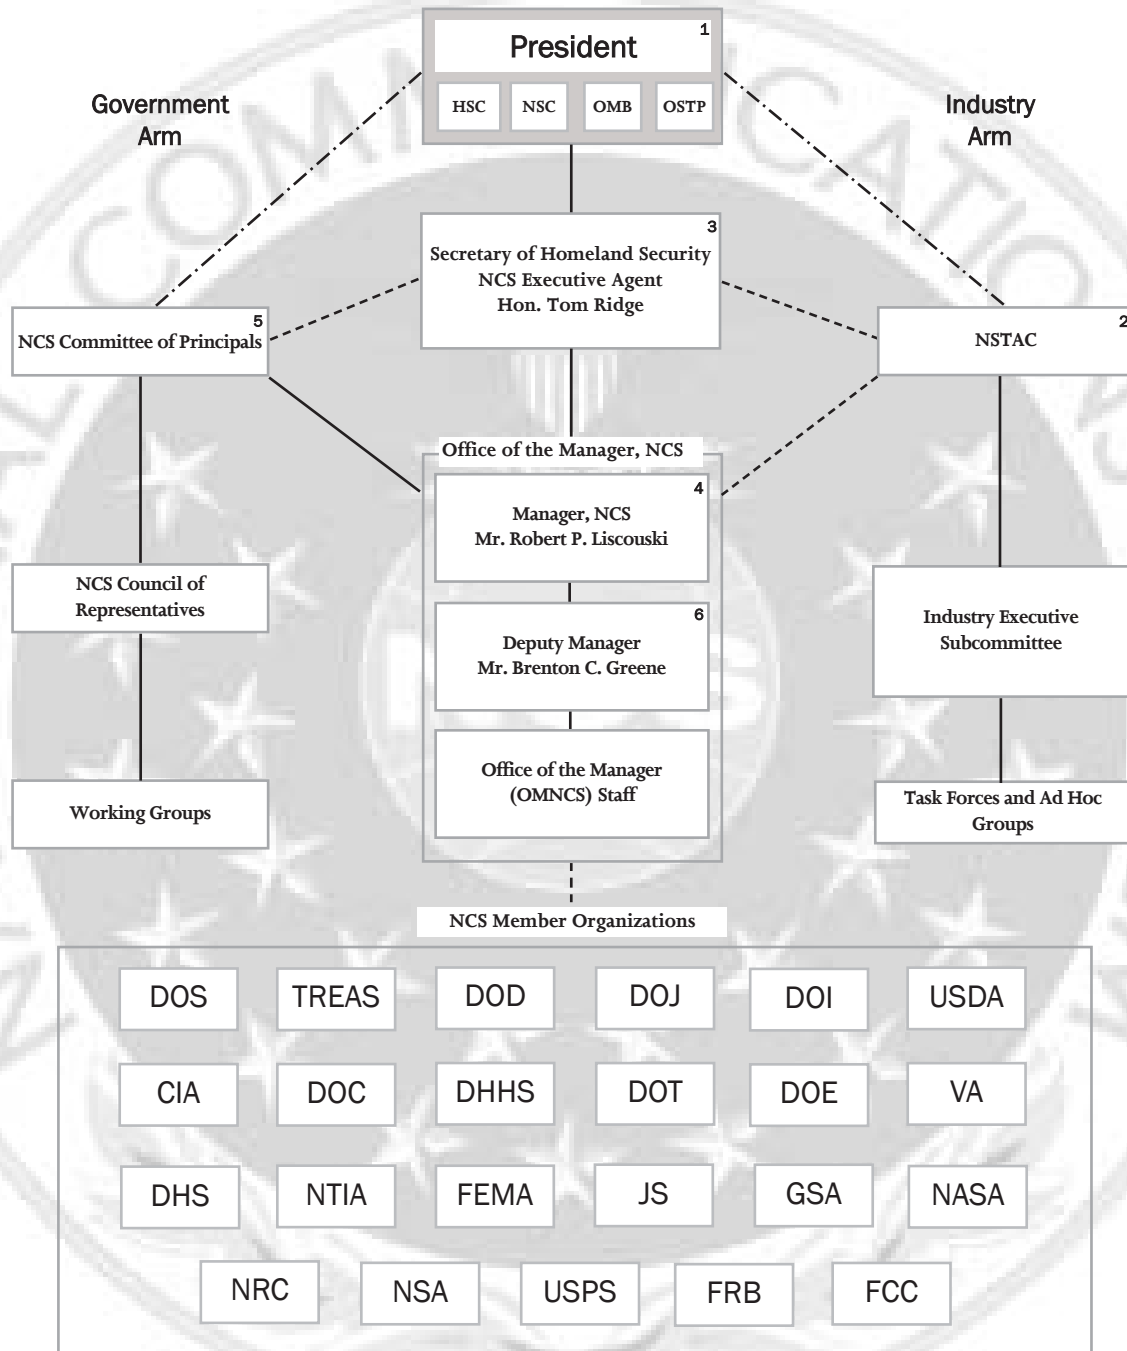 1
President
HSC NSC OMB OSTP
Government
Arm
Industry
Arm
3
Secretary of Homeland Security
NCS Executive Agent
Hon. Tom Ridge
5
NCS Committee of Principals
2
NSTAC
Office of the Manager, NCS
4
Manager, NCS
Mr. Robert P. Liscouski
NCS Council of
Representatives
6
Deputy Manager
Mr. Brenton C. Greene
Industry Executive
Subcommittee
Office of the Manager
(OMNCS) Staff
Working Groups
Task Forces and Ad Hoc
Groups
NCS Member Organizations
DOS TREAS DOD DOJ DOI USDA
CIA DOC DHHS DOT DOE VA
DHS NTIA FEMA JS GSA NASA
NRC NSA USPS FRB FCC